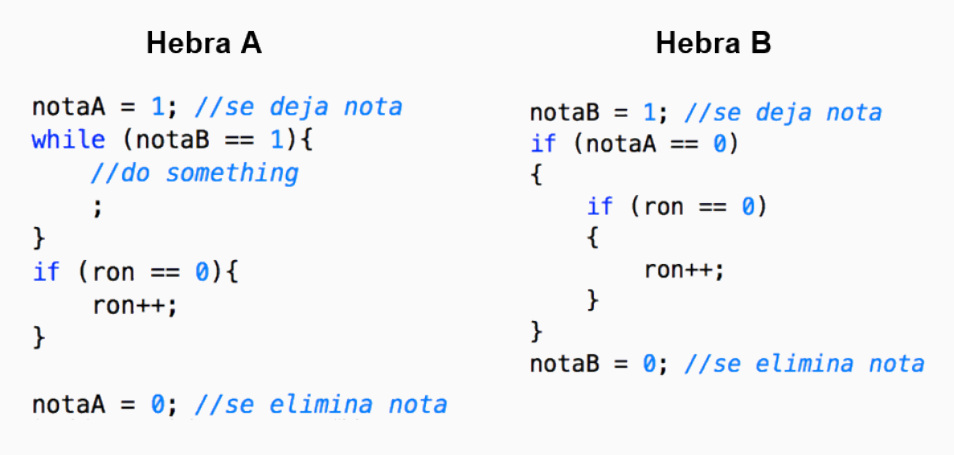 Hebra A
notaA = 1; //se deja nota
while (notaB == 1){
//do something
;
}
if (ron == 0){
ron++;
}
notaA = 0; //se elimina nota
Hebra B
notaB = 1; //se deja nota
if (notaA == 0)
{
if (ron == 0)
{
ron++;
}
}
notaB = 0; //se elimina nota